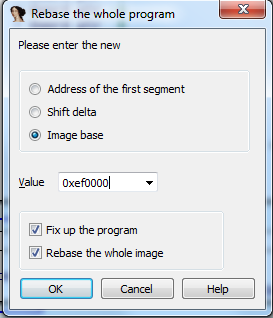 Rebase the whole program
Please enter the new
Address of the first segment
Shift delta
Image base
Value 0xef0000
Fix up the program
Rebase the whole image
OK Cancel Help